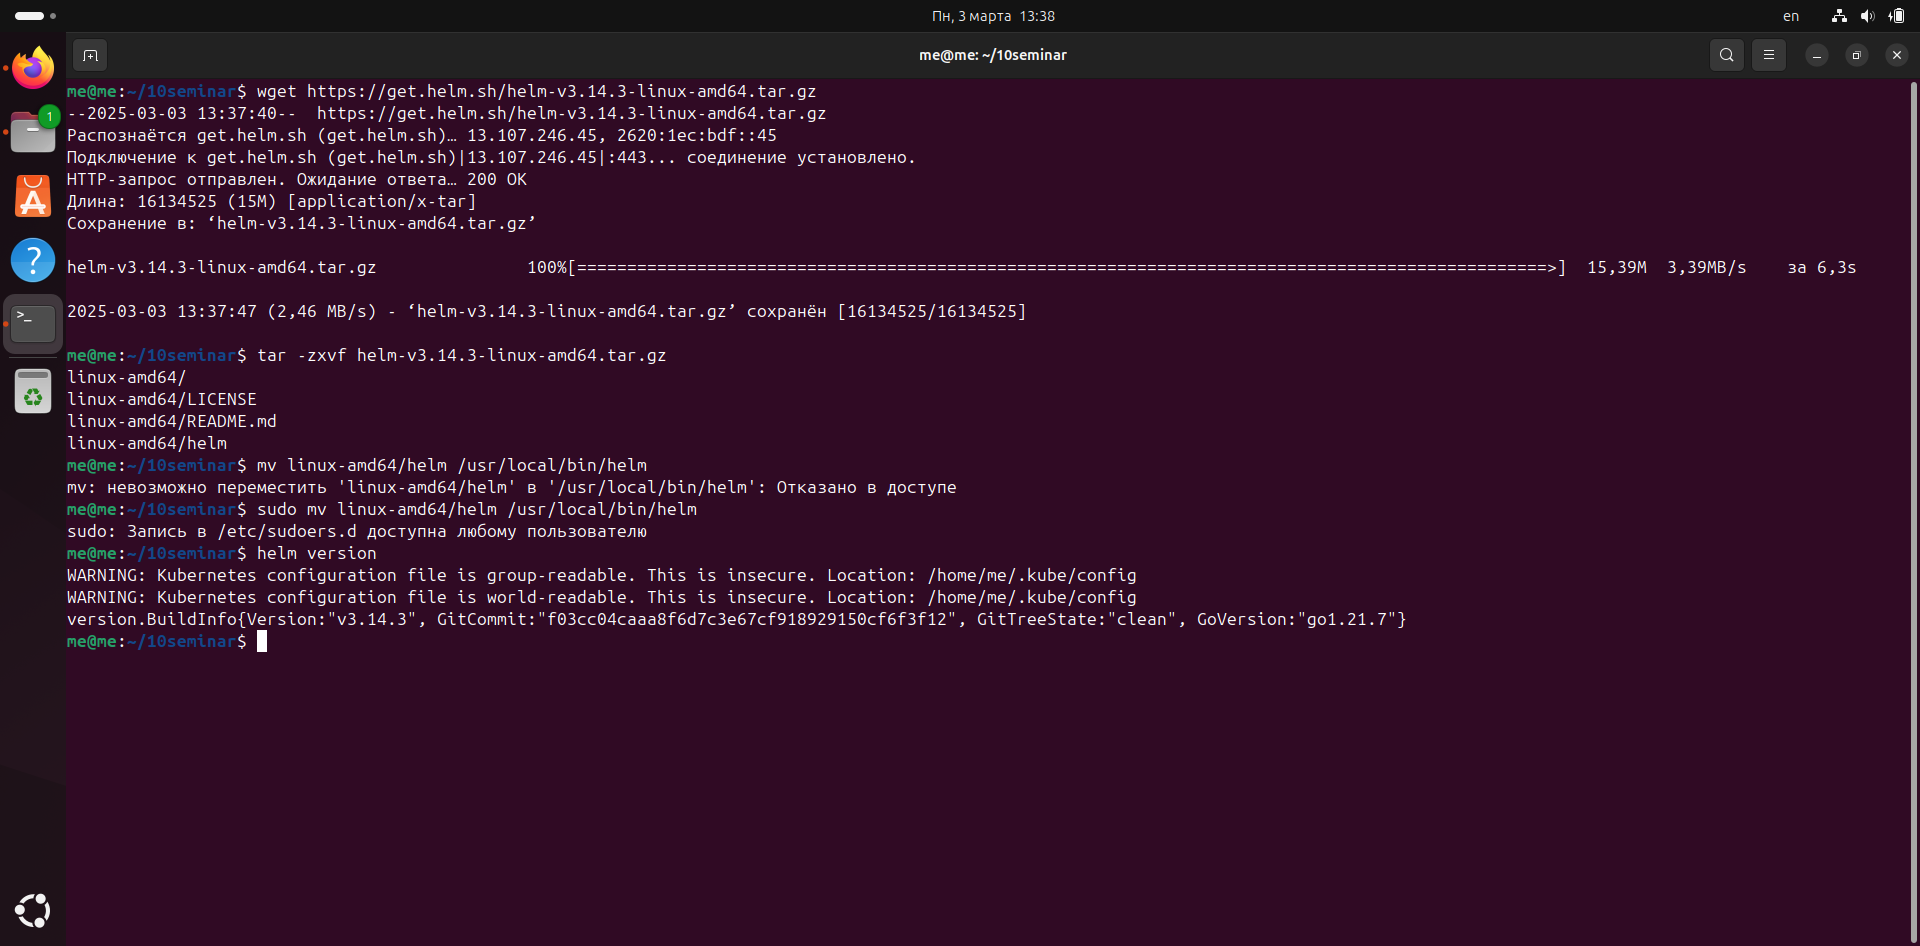 Пн, 3 марта 13:38
en
me@me: ~/10seminar
1
me@me:~/10seminar$ wget https://get.helm.sh/helm-v3.14.3-linux-amd64.tar.gz
--2025-03-03 13:37:40-- https://get.helm.sh/helm-v3.14.3-linux-amd64.tar.gz
Распознаётся get.helm.sh (get.helm.sh)… 13.107.246.45, 2620:1ec:bdf::45
Подключение к get.helm.sh (get.helm.sh)|13.107.246.45|:443... соединение установлено.
HTTP-запрос отправлен. Ожидание ответа… 200 OK
Длина: 16134525 (15M) [application/x-tar]
Сохранение в: ‘helm-v3.14.3-linux-amd64.tar.gz’
helm-v3.14.3-linux-amd64.tar.gz 100%[=================================================================================================>] 15,39M 3,39MB/s за 6,3s
2025-03-03 13:37:47 (2,46 MB/s) - ‘helm-v3.14.3-linux-amd64.tar.gz’ сохранён [16134525/16134525]
me@me:~/10seminar$ tar -zxvf helm-v3.14.3-linux-amd64.tar.gz
linux-amd64/
linux-amd64/LICENSE
linux-amd64/README.md
linux-amd64/helm
me@me:~/10seminar$ mv linux-amd64/helm /usr/local/bin/helm
mv: невозможно переместить 'linux-amd64/helm' в '/usr/local/bin/helm': Отказано в доступе
me@me:~/10seminar$ sudo mv linux-amd64/helm /usr/local/bin/helm
sudo: Запись в /etc/sudoers.d доступна любому пользователю
me@me:~/10seminar$ helm version
WARNING: Kubernetes configuration file is group-readable. This is insecure. Location: /home/me/.kube/config
WARNING: Kubernetes configuration file is world-readable. This is insecure. Location: /home/me/.kube/config
version.BuildInfo{Version:"v3.14.3", GitCommit:"f03cc04caaa8f6d7c3e67cf918929150cf6f3f12", GitTreeState:"clean", GoVersion:"go1.21.7"}
me@me:~/10seminar$